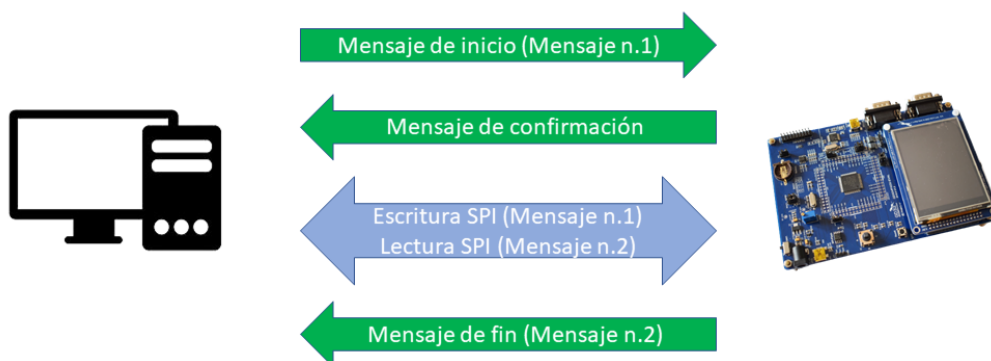 Mensaje de inicio (Mensaje n.1)
Mensaje de confirmación
Escritura SPI (Mensaje n.1)
Lectura SPI (Mensaje n.2)
Mensaje de fin (Mensaje n.2)